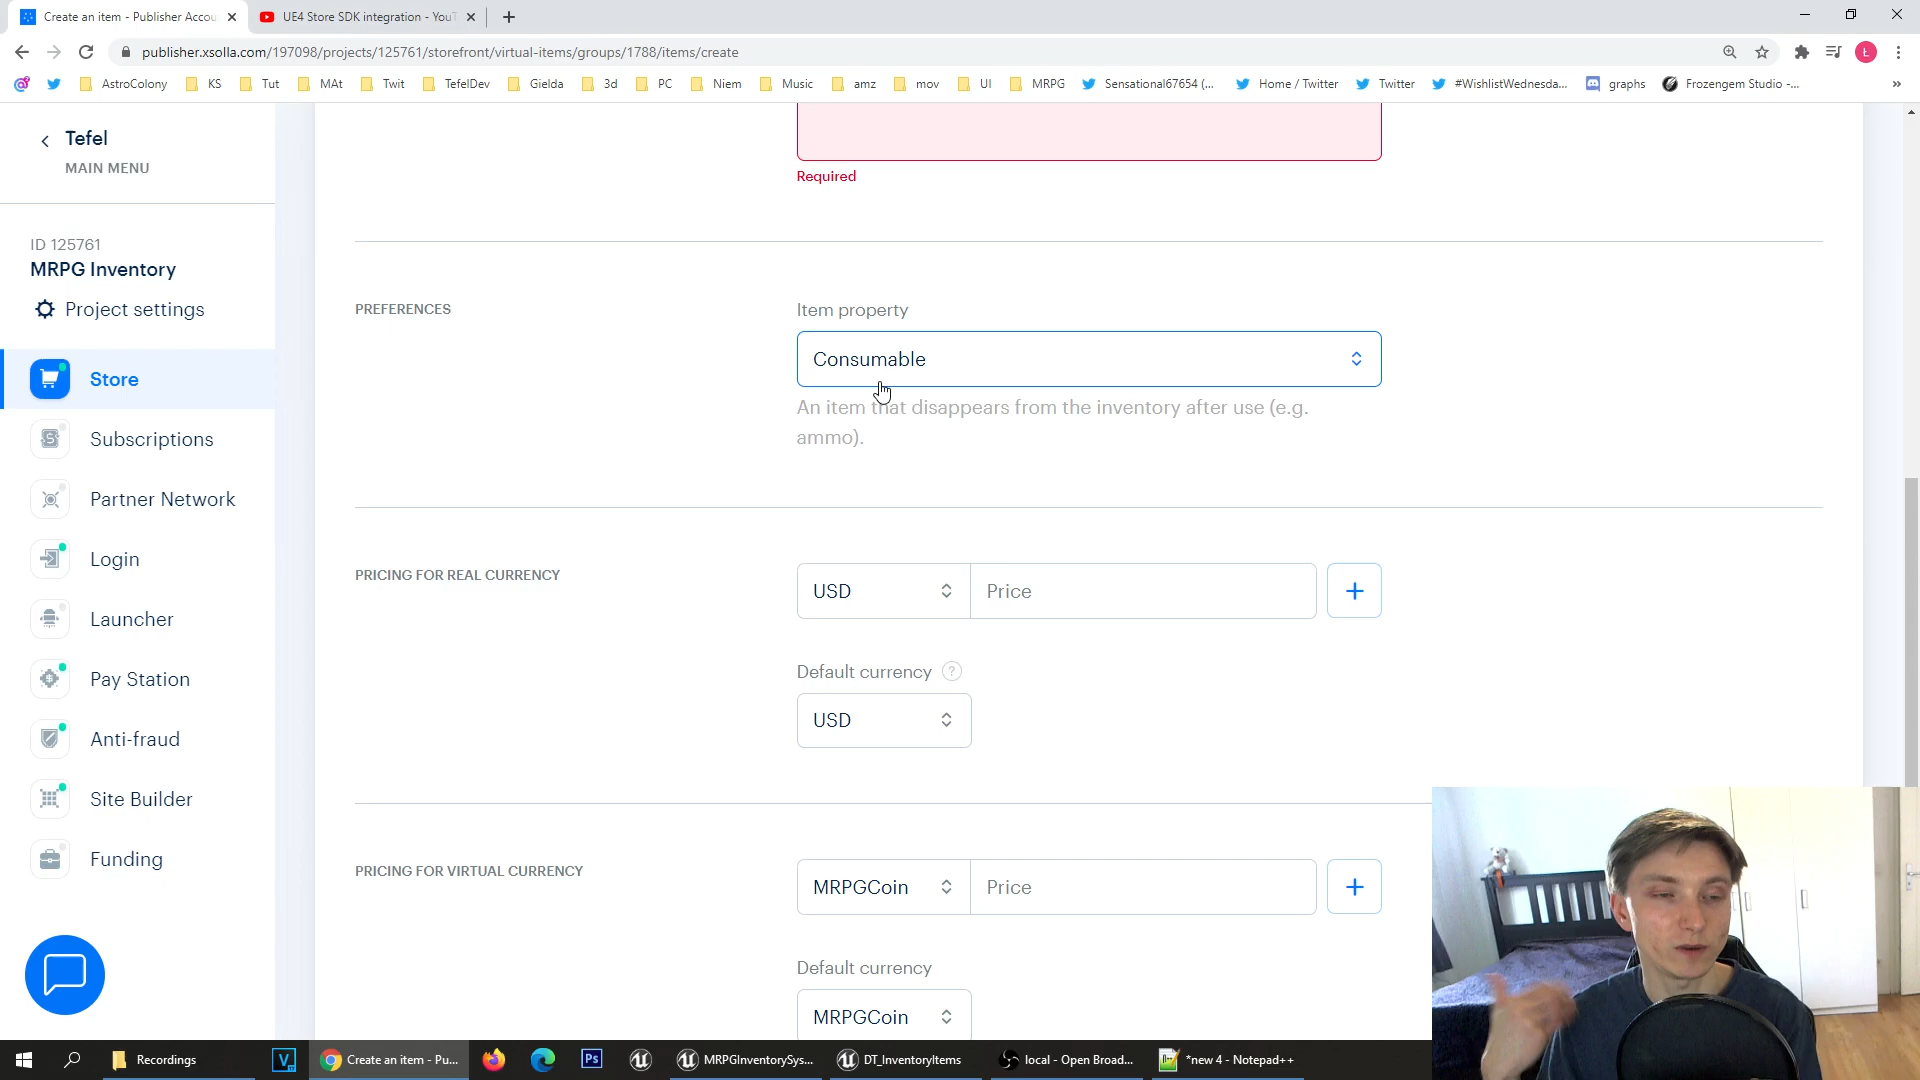 Create an item - Publisher Accou
UE4 Store SDK integration - YouT
publisher.xsolla.com/197098/projects/125761/storefront/virtual-items/groups/1788/items/create
Ł
AstroColony
KS
Tut
MAt
Twit
TefelDev
Gielda
3d
PC
Niem
Music
amz
mov
UI
MRPG
Sensational67654 (...
Home / Twitter
Twitter
#WishlistWednesda...
graphs
Frozengem Studio -...
»
Tefel
MAIN MENU
ID 125761
MRPG Inventory
Project settings
Store
Subscriptions
Partner Network
Login
Launcher
Pay Station
Anti-fraud
Site Builder
Funding
Required
PREFERENCES
Item property
Consumable
An item that disappears from the inventory after use (e.g.
ammo).
PRICING FOR REAL CURRENCY
USD
Price
+
Default currency ?
USD
PRICING FOR VIRTUAL CURRENCY
MRPGCoin
Price
+
Default currency
MRPGCoin
Recordings
Create an item - Pu...
Ps
MRPGInventorySys...
DT_InventoryItems
local - Open Broad...
*new 4 - Notepad++